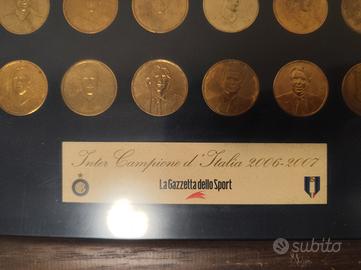 Inter Campione d'Italia 2006-2007
La Gazzetta dello Sport
subito